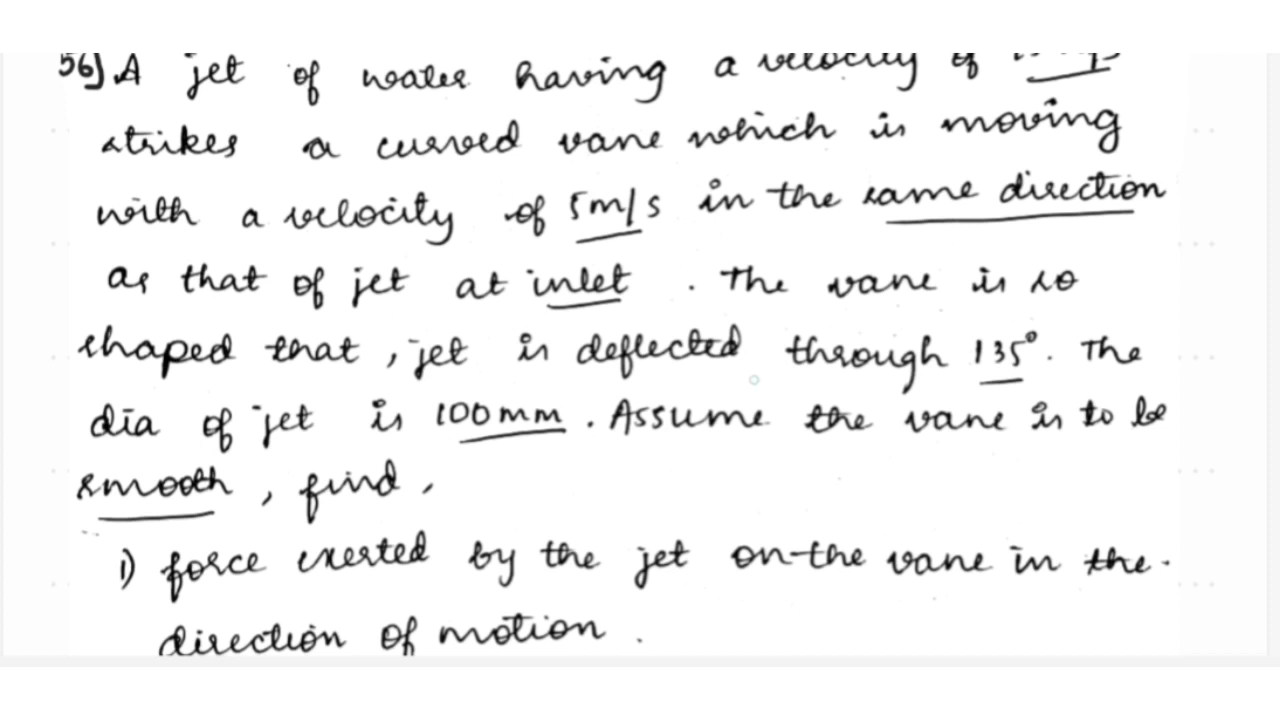 56] A jet of water having a velocity of
strikes a curved vane which is moving
with a velocity of 5m/s in the same direction
as that of jet at inlet . The vane is so
shaped that , jet is deflected through 135°. The
dia of jet is 100mm . Assume the vane is to be
smooth , find ,
i) force exerted by the jet on the vane in the
direction of motion .